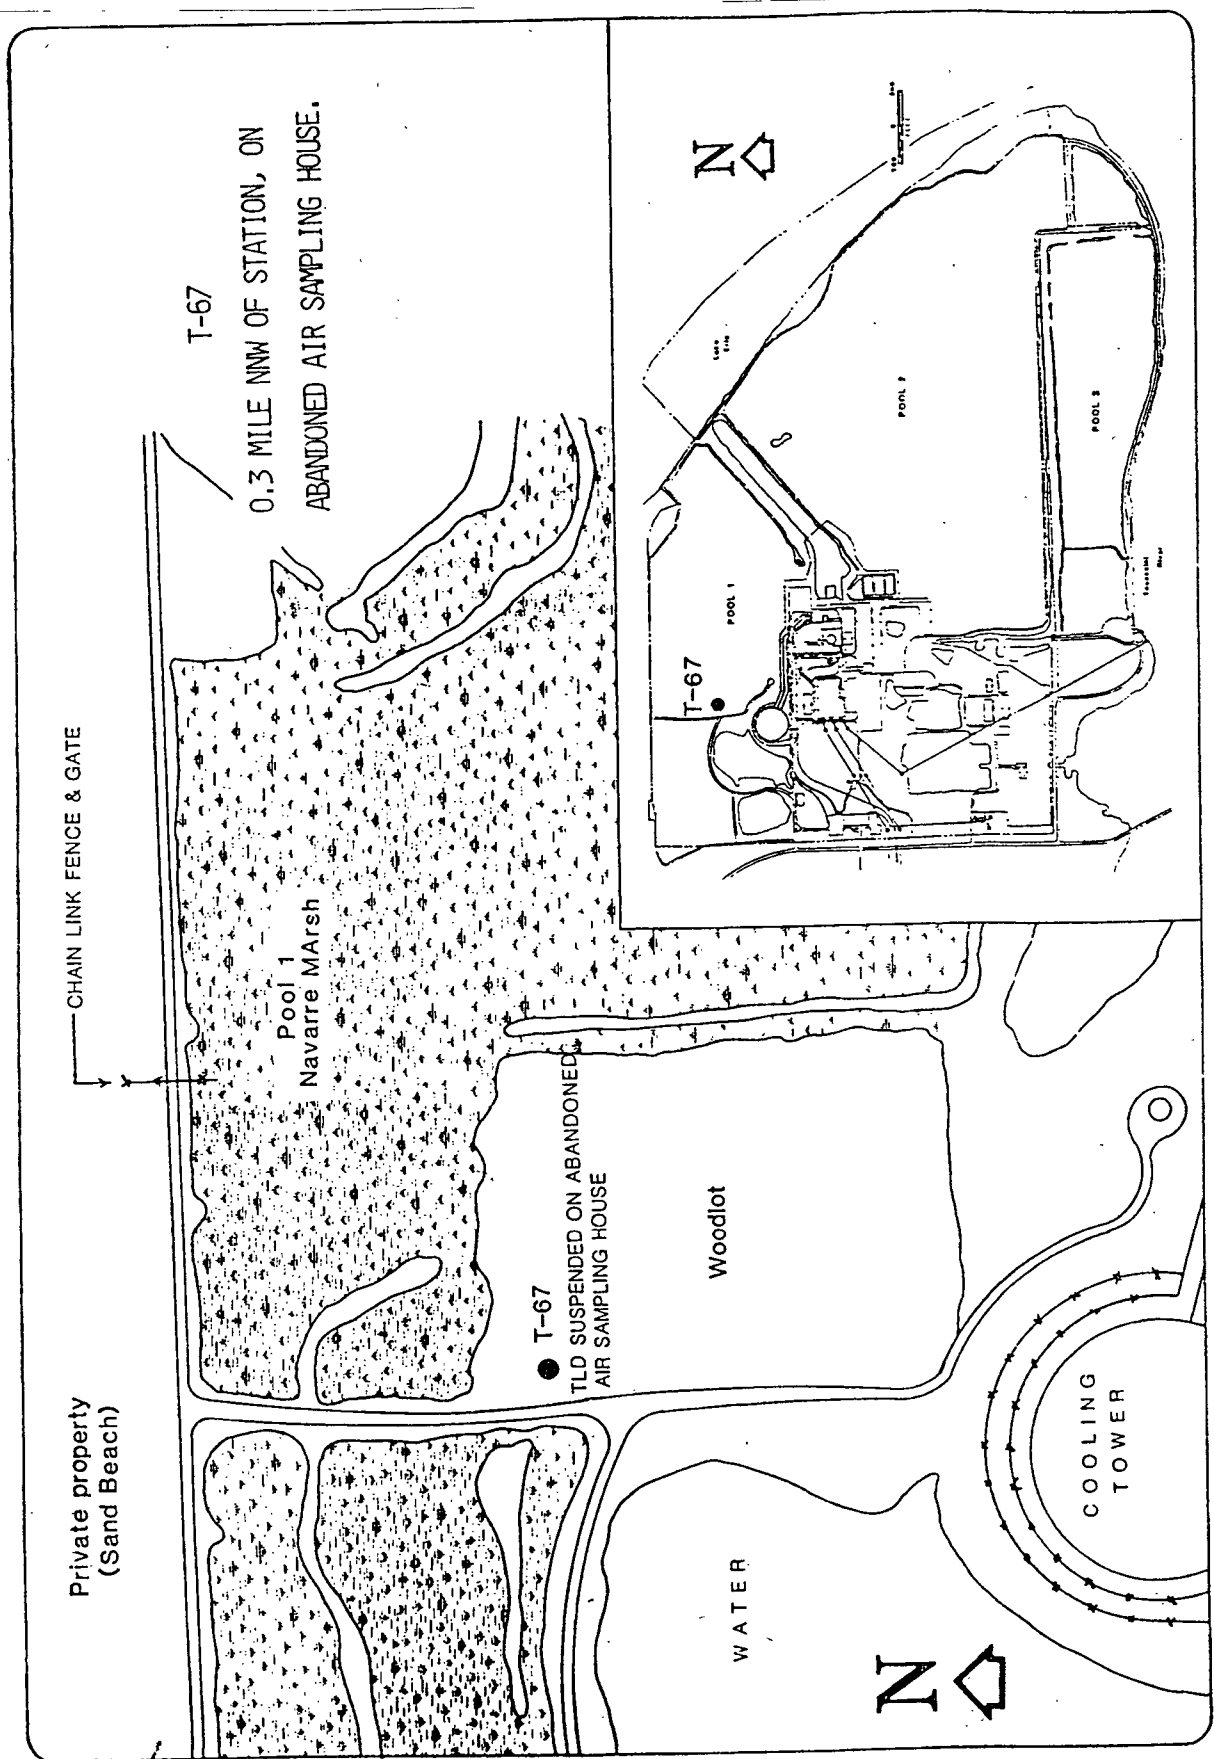 Private property
(Sand Beach)
CHAIN LINK FENCE & GATE
T-67
0.3 MILE NNW OF STATION, ON
ABANDONED AIR SAMPLING HOUSE.
Pool 1
Navarre MArsh
T-67
TLD SUSPENDED ON ABANDONED
AIR SAMPLING HOUSE
Woodlot
WATER
COOLING
TOWER
N
N
T-67
POOL 1
Lake
Erie
POOL 2
POOL 3